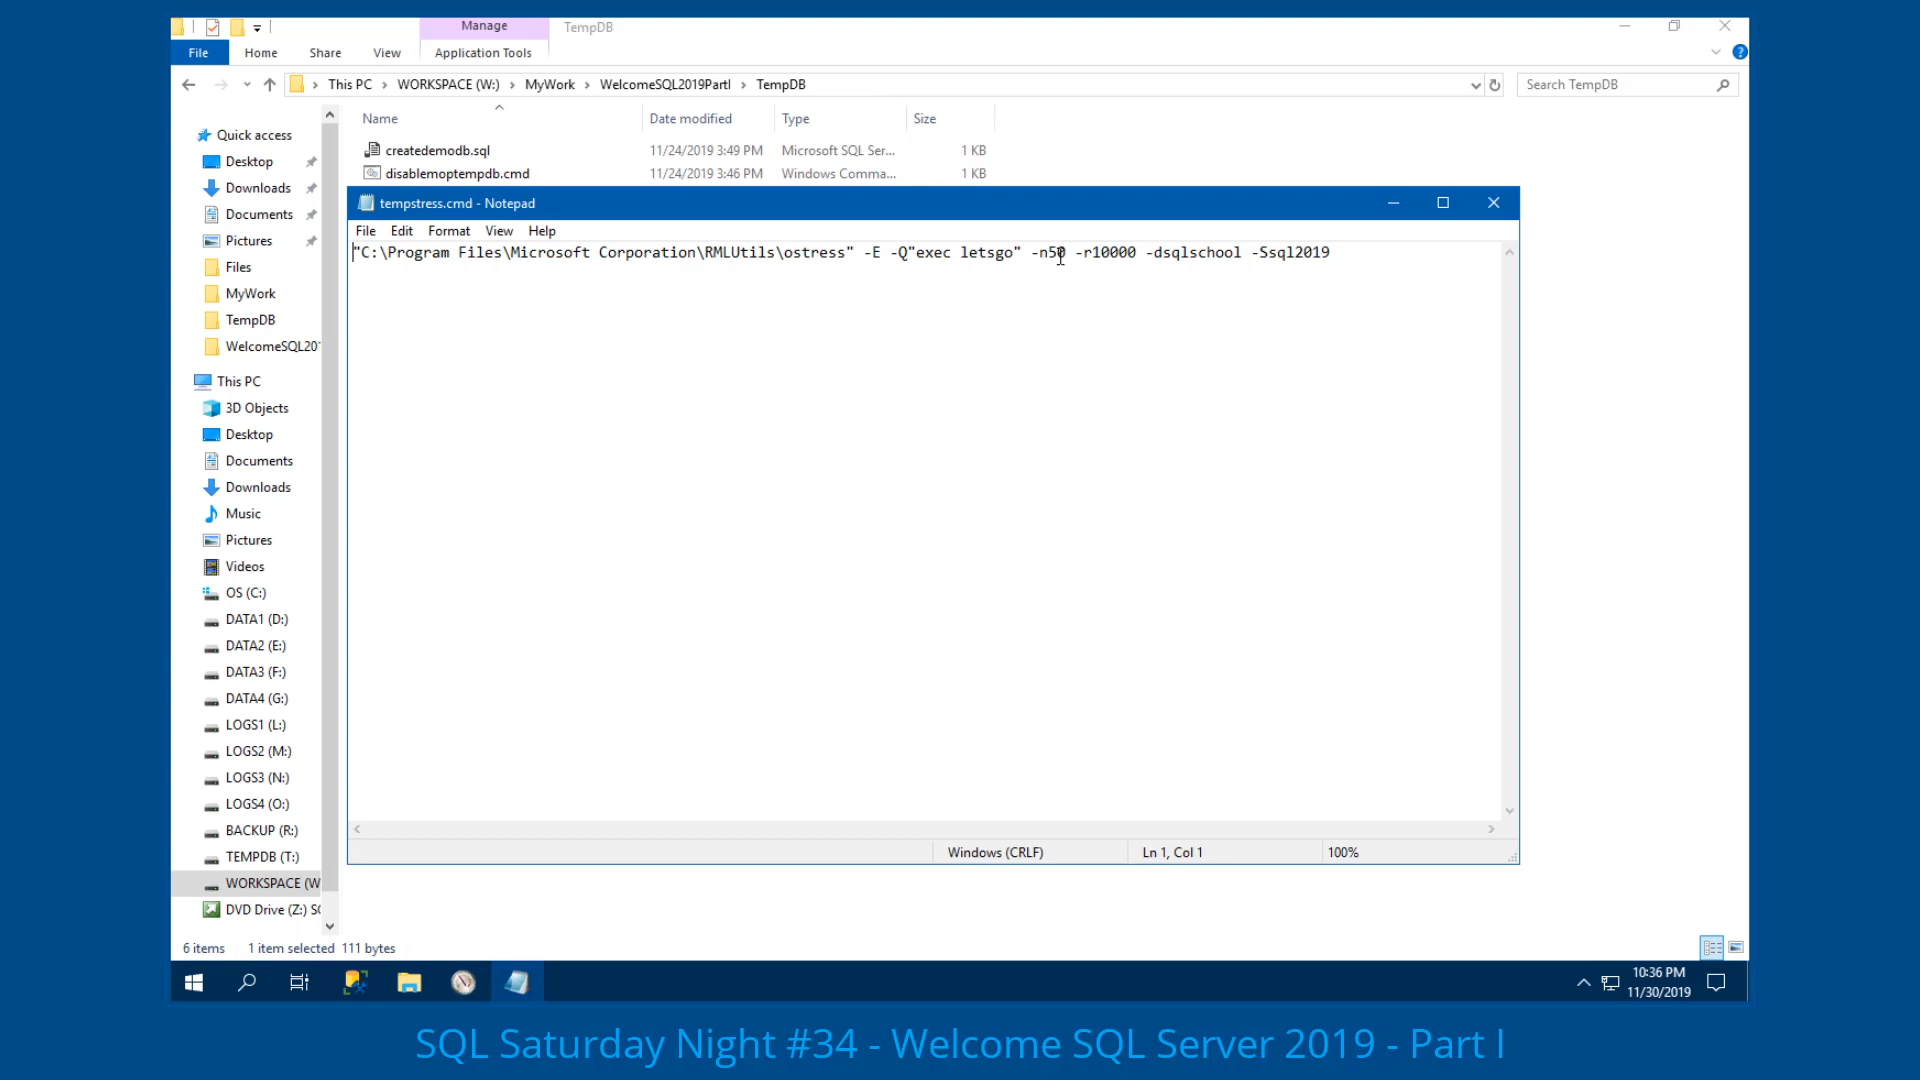 Manage
TempDB
File
Home
Share
View
Application Tools
This PC
WORKSPACE (W:)
MyWork
WelcomeSQL2019PartI
TempDB
Search TempDB
Name
Date modified
Type
Size
createdemodb.sql
11/24/2019 3:49 PM
Microsoft SQL Ser...
1 KB
disablemoptempdb.cmd
11/24/2019 3:46 PM
Windows Comma...
1 KB
Quick access
Desktop
Downloads
Documents
Pictures
Files
MyWork
TempDB
WelcomeSQL201
This PC
3D Objects
Desktop
Documents
Downloads
Music
Pictures
Videos
OS (C:)
DATA1 (D:)
DATA2 (E:)
DATA3 (F:)
DATA4 (G:)
LOGS1 (L:)
LOGS2 (M:)
LOGS3 (N:)
LOGS4 (O:)
BACKUP (R:)
TEMPDB (T:)
WORKSPACE (W
DVD Drive (Z:) S
tempstress.cmd - Notepad
File
Edit
Format
View
Help
"C:\Program Files\Microsoft Corporation\RMLUtils\ostress" -E -Q"exec letsgo" -n50 -r10000 -dsqlschool -Ssql2019
Windows (CRLF)
Ln 1, Col 1
100%
6 items
1 item selected
111 bytes
10:36 PM
11/30/2019
SQL Saturday Night #34 - Welcome SQL Server 2019 - Part I